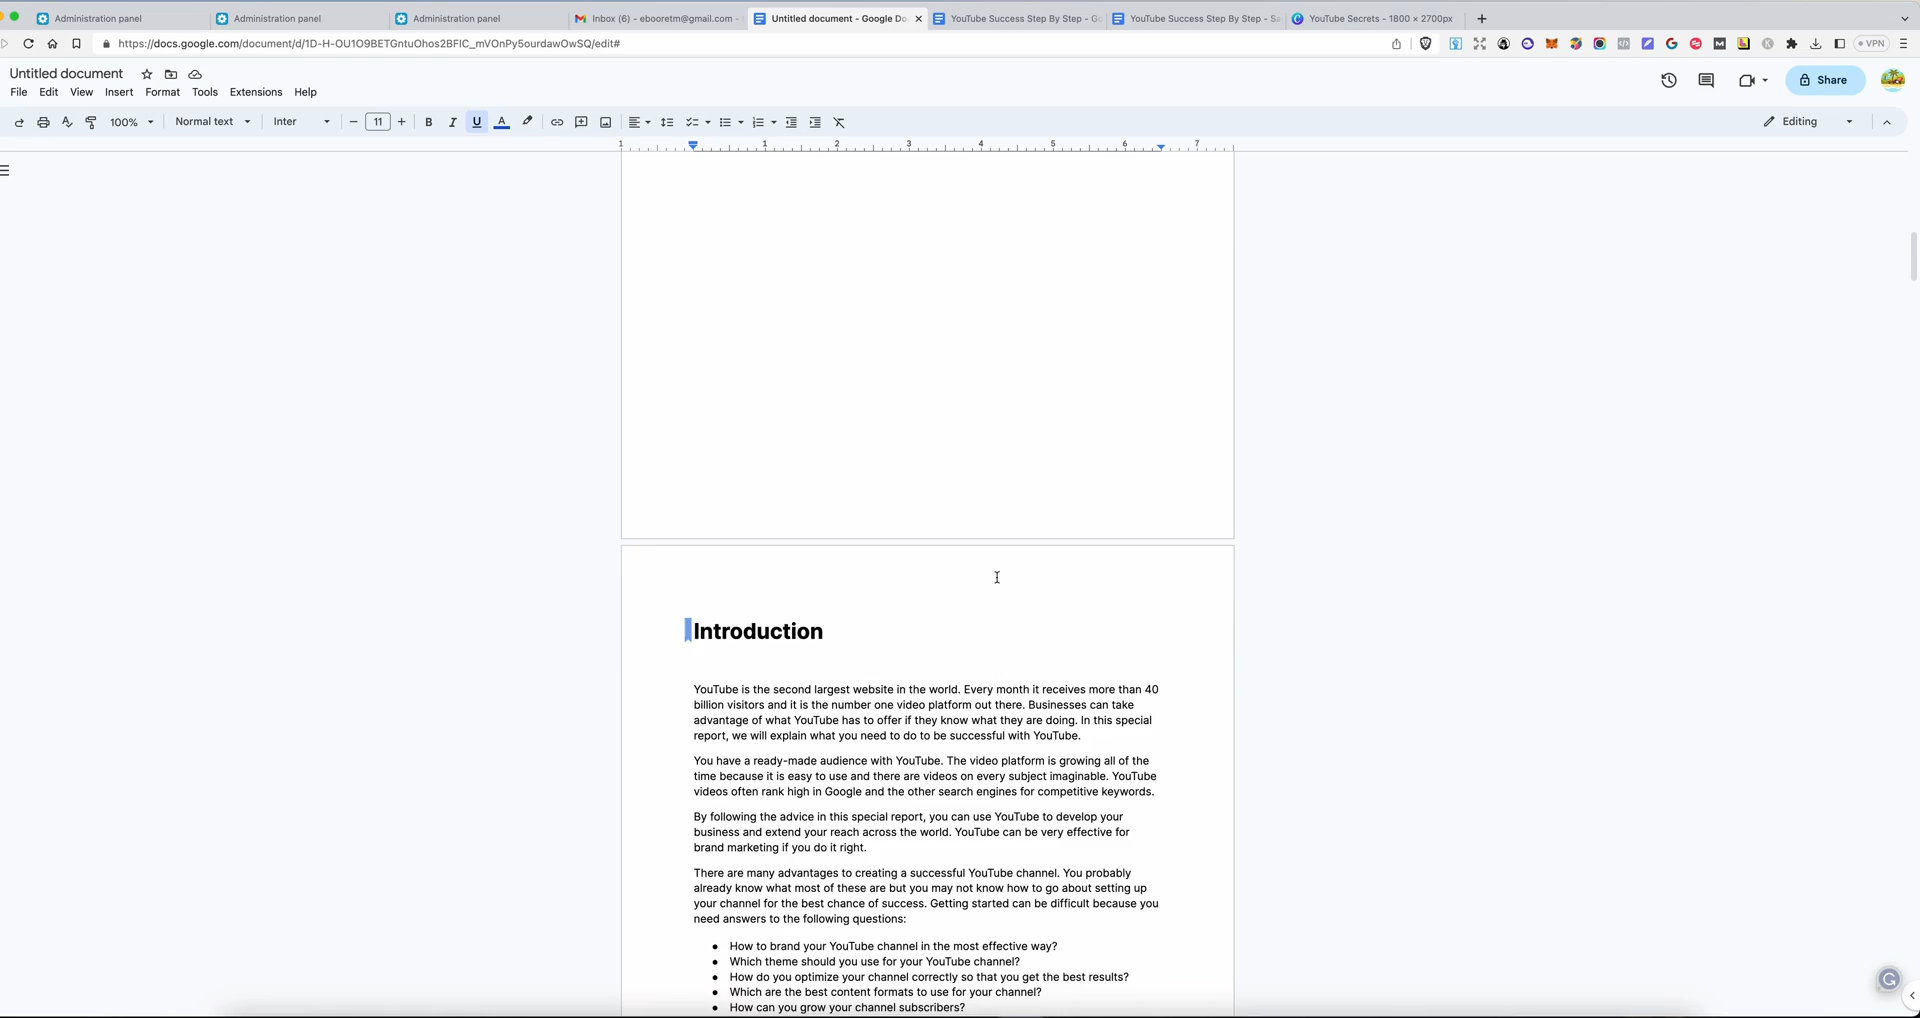 Administration panel
Administration panel
Administration panel
Inbox (6) - ebooretm@gmail.com -
Untitled document - Google Do
YouTube Success Step By Step - Go
YouTube Success Step By Step - Sa
YouTube Secrets - 1800 × 2700px
https://docs.google.com/document/d/1D-H-OU1O9BETGntuOhos2BFIC_mVOnPy5ourdawOwSQ/edit#
VPN
Untitled document
File Edit View Insert Format Tools Extensions Help
Share
100% Normal text Inter 11 B I U A
Editing
1 1 2 3 4 5 6 7
Introduction
YouTube is the second largest website in the world. Every month it receives more than 40
billion visitors and it is the number one video platform out there. Businesses can take
advantage of what YouTube has to offer if they know what they are doing. In this special
report, we will explain what you need to do to be successful with YouTube.
You have a ready-made audience with YouTube. The video platform is growing all of the
time because it is easy to use and there are videos on every subject imaginable. YouTube
videos often rank high in Google and the other search engines for competitive keywords.
By following the advice in this special report, you can use YouTube to develop your
business and extend your reach across the world. YouTube can be very effective for
brand marketing if you do it right.
There are many advantages to creating a successful YouTube channel. You probably
already know what most of these are but you may not know how to go about setting up
your channel for the best chance of success. Getting started can be difficult because you
need answers to the following questions:
● How to brand your YouTube channel in the most effective way?
● Which theme should you use for your YouTube channel?
● How do you optimize your channel correctly so that you get the best results?
● Which are the best content formats to use for your channel?
● How can you grow your channel subscribers?